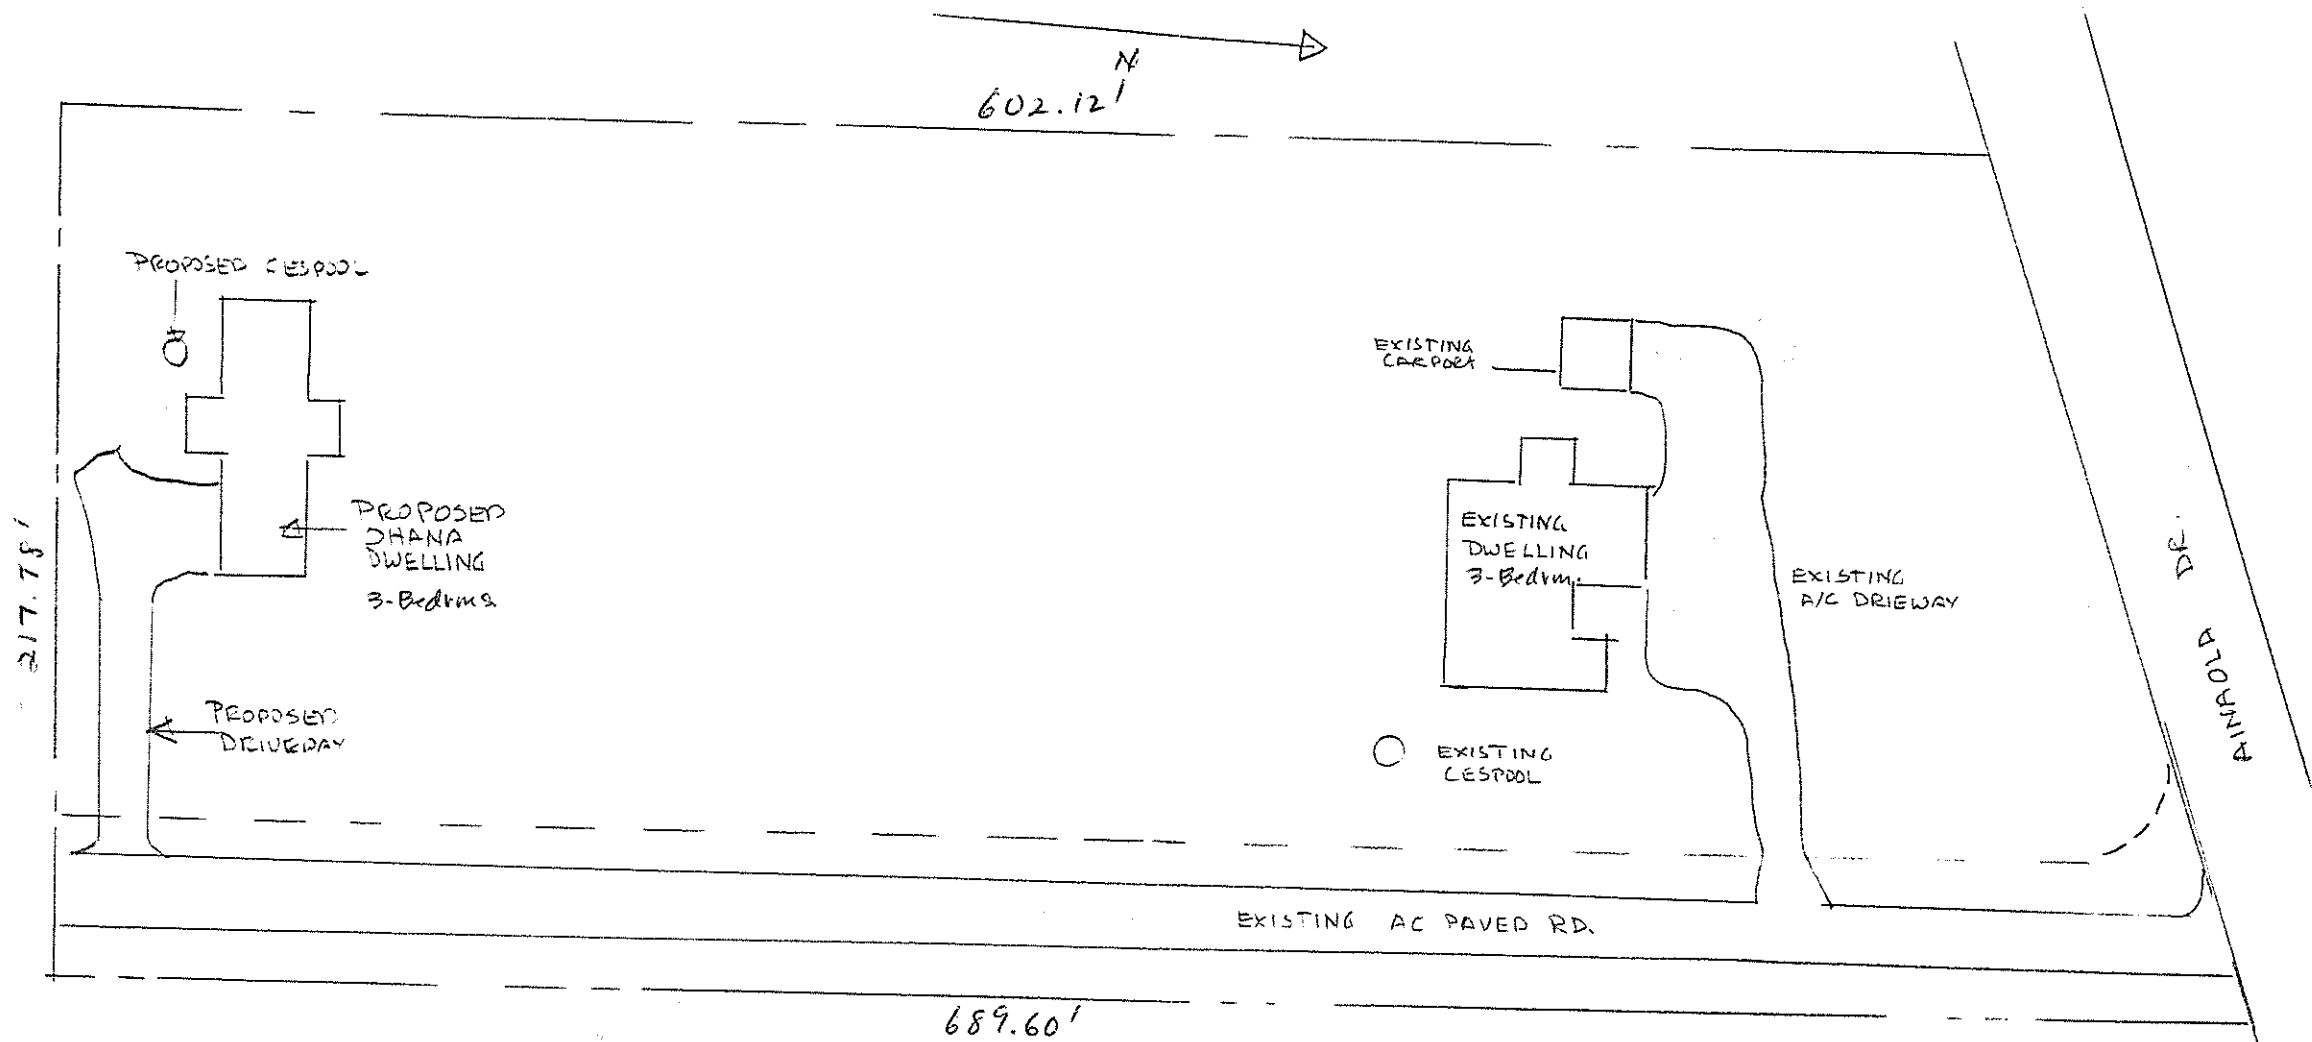 N
602.12'
PROPOSED CESPOOL
EXISTING
CARPORT
217.78'
PROPOSED
OHANA
DWELLING
3-Bedrms
EXISTING
DWELLING
3-Bedrm.
EXISTING
A/C DRIEWAY
AINAOLA DR.
PROPOSED
DRIVEWAY
EXISTING
CESPOOL
EXISTING AC PAVED RD.
689.60'